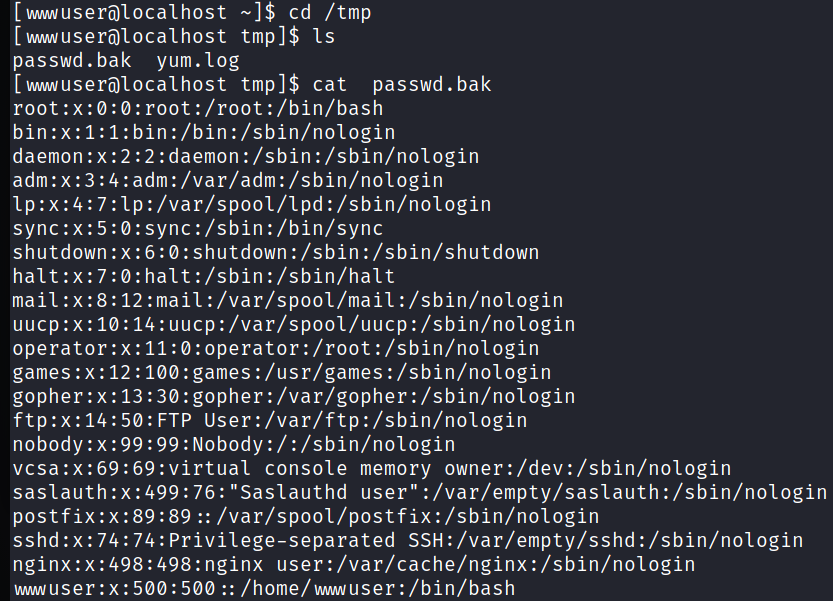 [wwwuser@localhost ~]$ cd /tmp
[wwwuser@localhost tmp]$ ls
passwd.bak  yum.log
[wwwuser@localhost tmp]$ cat  passwd.bak
root:x:0:0:root:/root:/bin/bash
bin:x:1:1:bin:/bin:/sbin/nologin
daemon:x:2:2:daemon:/sbin:/sbin/nologin
adm:x:3:4:adm:/var/adm:/sbin/nologin
lp:x:4:7:lp:/var/spool/lpd:/sbin/nologin
sync:x:5:0:sync:/sbin:/bin/sync
shutdown:x:6:0:shutdown:/sbin:/sbin/shutdown
halt:x:7:0:halt:/sbin:/sbin/halt
mail:x:8:12:mail:/var/spool/mail:/sbin/nologin
uucp:x:10:14:uucp:/var/spool/uucp:/sbin/nologin
operator:x:11:0:operator:/root:/sbin/nologin
games:x:12:100:games:/usr/games:/sbin/nologin
gopher:x:13:30:gopher:/var/gopher:/sbin/nologin
ftp:x:14:50:FTP User:/var/ftp:/sbin/nologin
nobody:x:99:99:Nobody:/:/sbin/nologin
vcsa:x:69:69:virtual console memory owner:/dev:/sbin/nologin
saslauth:x:499:76:"Saslauthd user":/var/empty/saslauth:/sbin/nologin
postfix:x:89:89::/var/spool/postfix:/sbin/nologin
sshd:x:74:74:Privilege-separated SSH:/var/empty/sshd:/sbin/nologin
nginx:x:498:498:nginx user:/var/cache/nginx:/sbin/nologin
wwwuser:x:500:500::/home/wwwuser:/bin/bash